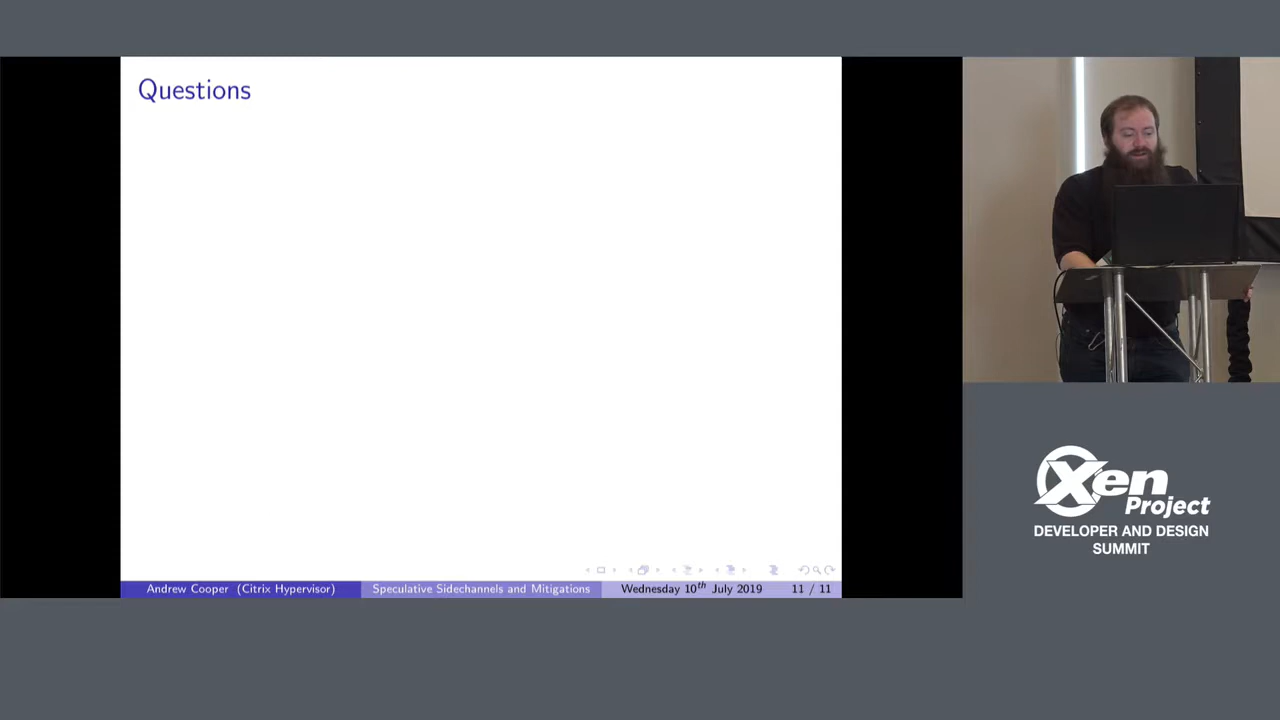 Questions
Andrew Cooper (Citrix Hypervisor) Speculative Sidechannels and Mitigations Wednesday 10th July 2019 11 / 11
Xen
Project
DEVELOPER AND DESIGN
SUMMIT